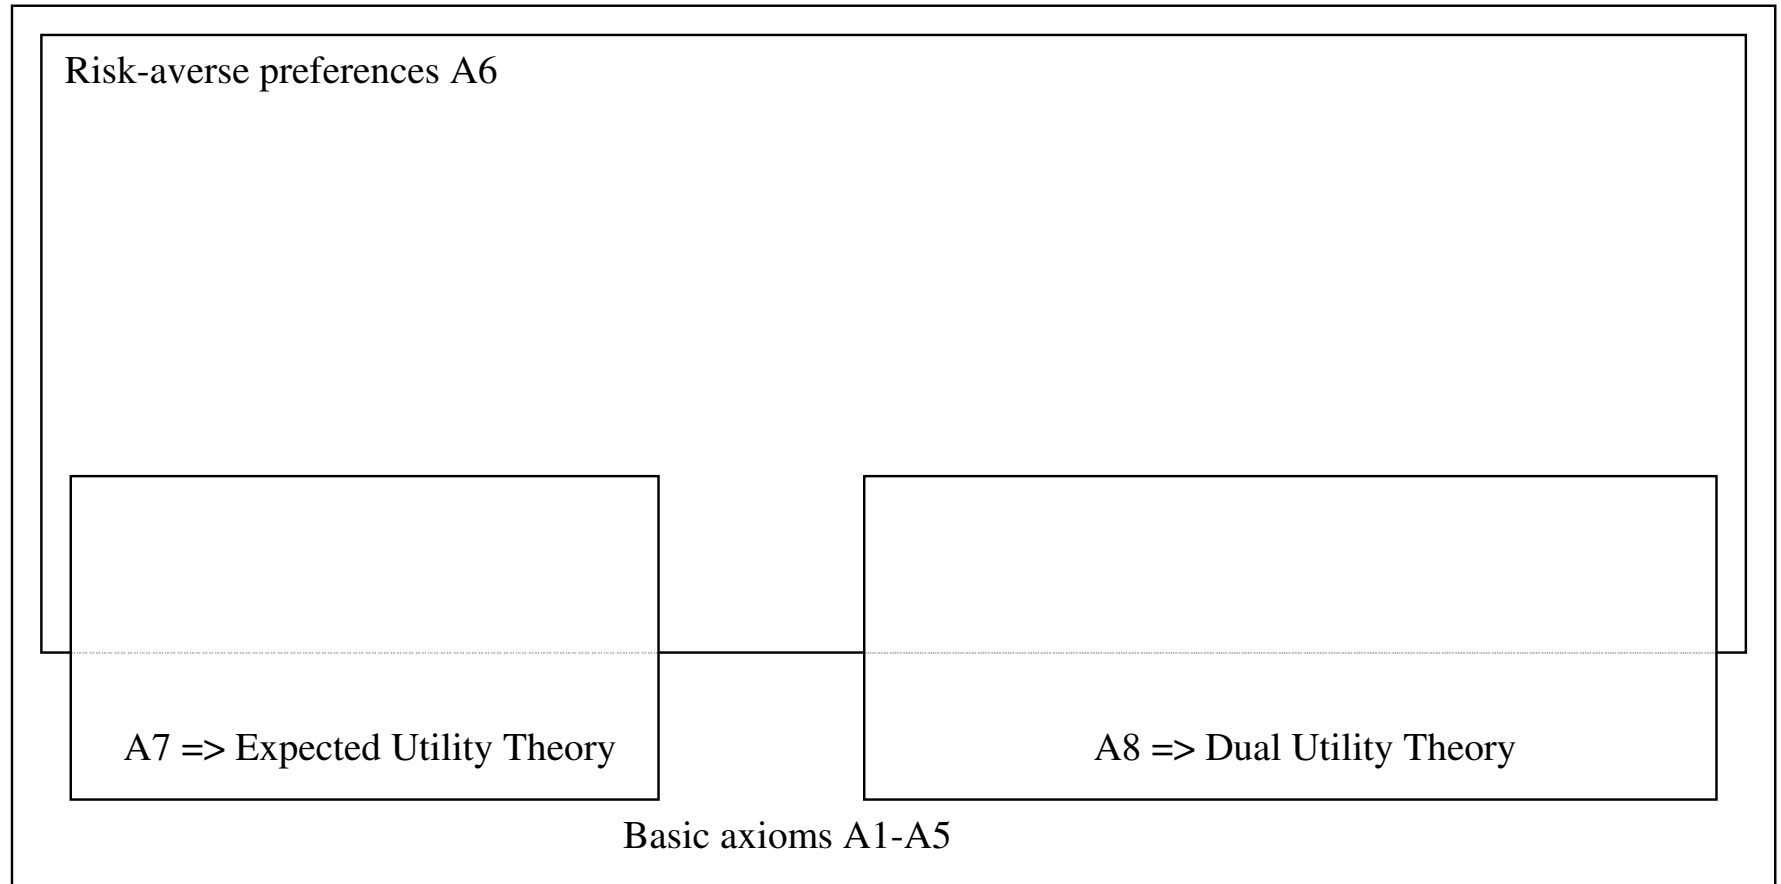 Risk-averse preferences A6
A7 => Expected Utility Theory
A8 => Dual Utility Theory
Basic axioms A1-A5